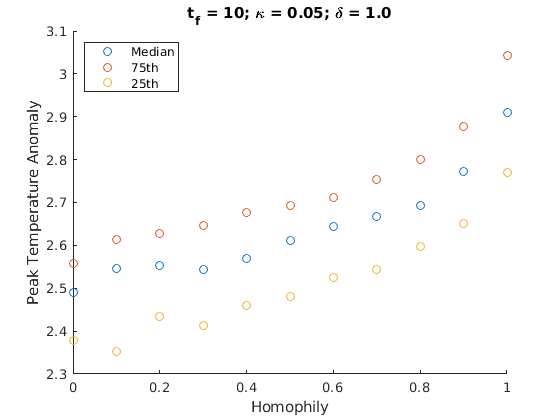 t_f = 10; κ = 0.05; δ = 1.0
Median
75th
25th
3.1
3
2.9
2.8
2.7
2.6
2.5
2.4
2.3
Peak Temperature Anomaly
0
0.2
0.4
0.6
0.8
1
Homophily